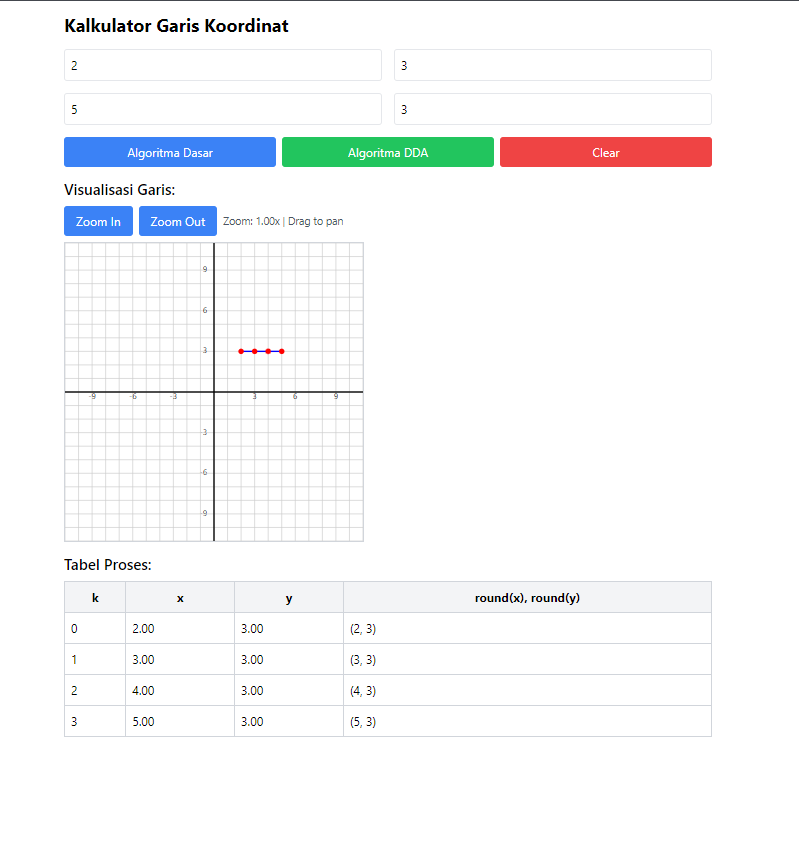 Kalkulator Garis Koordinat
2 3
5 3
Algoritma Dasar Algoritma DDA Clear
Visualisasi Garis:
Zoom In Zoom Out Zoom: 1.00x | Drag to pan
9
6
3
-9 -6 -3 3 6 9
-3
-6
-9
Tabel Proses:
k x y round(x), round(y)
0 2.00 3.00 (2, 3)
1 3.00 3.00 (3, 3)
2 4.00 3.00 (4, 3)
3 5.00 3.00 (5, 3)